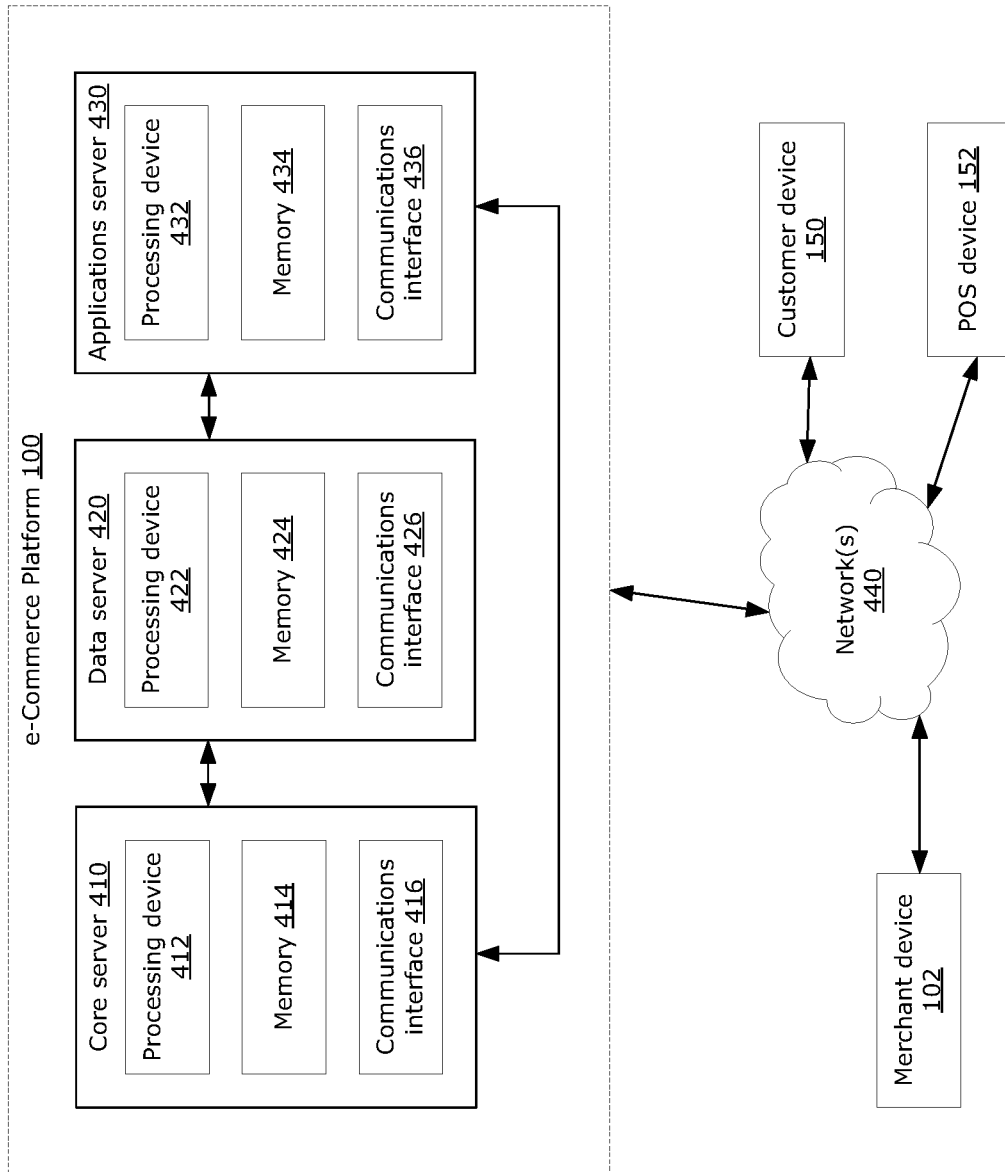 e-Commerce Platform 100
Core server 410
Processing device
412
Memory 414
Communications
interface 416
Data server 420
Processing device
422
Memory 424
Communications
interface 426
Applications server 430
Processing device
432
Memory 434
Communications
interface 436
Network(s)
440
Merchant device
102
Customer device
150
POS device 152